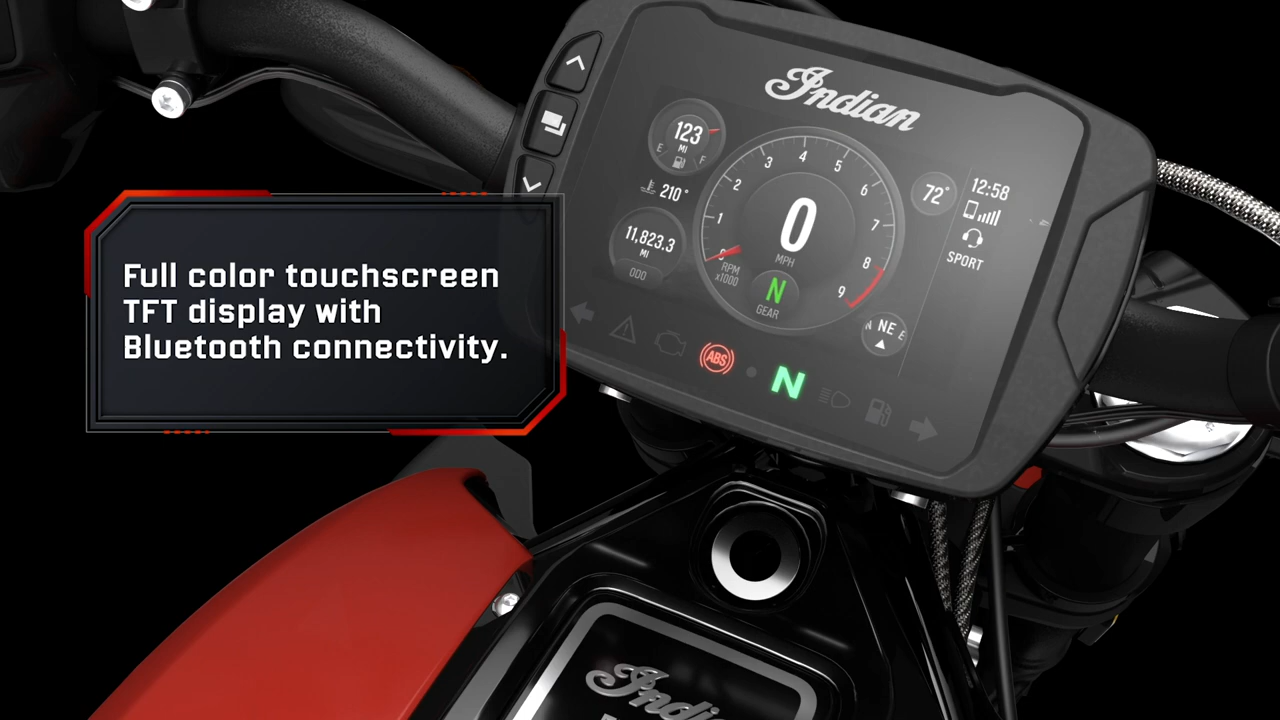 Indian
123
MI
E F
210°
11,823.3
MI
ODO
0
1
2
3
4
5
6
7
8
9
RPM
x1000
0
MPH
N
GEAR
72°
12:58
SPORT
N NE E
ABS
N
Full color touchscreen
TFT display with
Bluetooth connectivity.
Indian